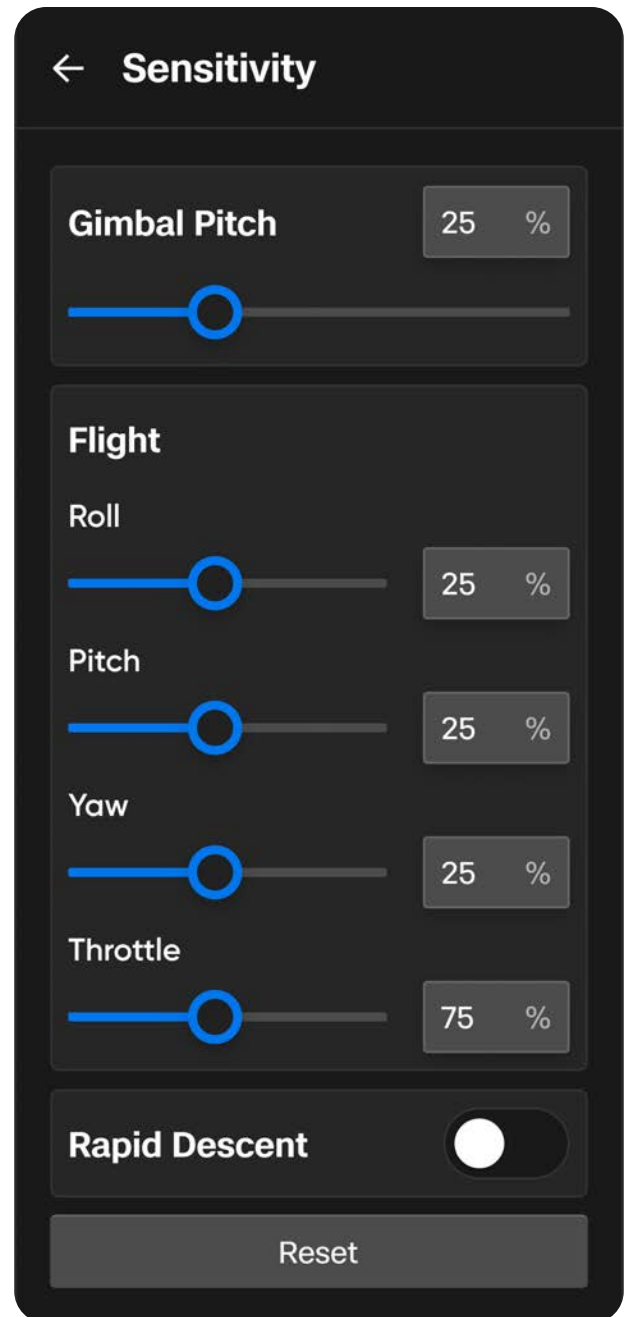 Sensitivity
Gimbal Pitch 25 %
Flight
Roll
25 %
Pitch
25 %
Yaw
25 %
Throttle
75 %
Rapid Descent
Reset